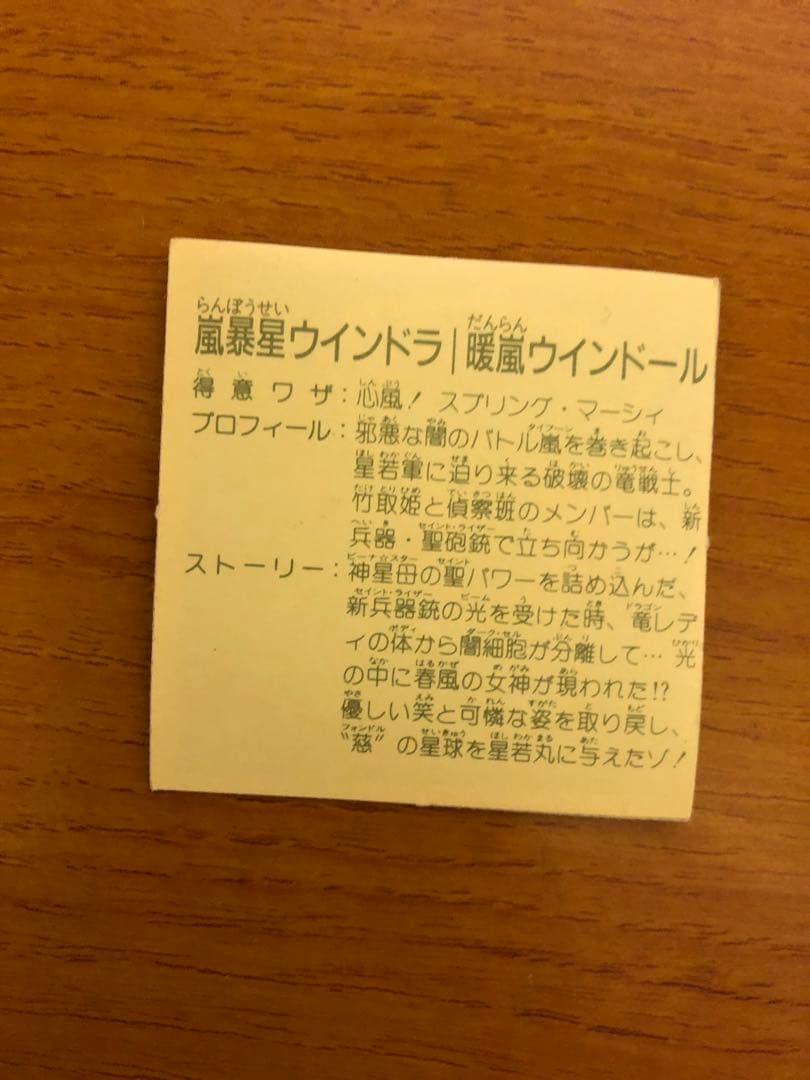 嵐暴星ウインドラ|暖嵐ウインドール
得意ワザ：心風！ スプリング・マーシィ
プロフィール：邪悪な闇のバトル嵐を巻き起こし、
星若軍に迫り来る破壊の竜戦士。
竹取姫と偵察班のメンバーは、新
兵器・聖砲銃で立ち向かうが…！
ストーリー：神星母の聖パワーを詰め込んだ、
新兵器銃の光を受けた時、竜レデ
ィの体から闇細胞が分離して… 光
の中に春風の女神が現われた!?
優しい笑と可憐な姿を取り戻し、
〝慈〟の星球を星若丸に与えたゾ！